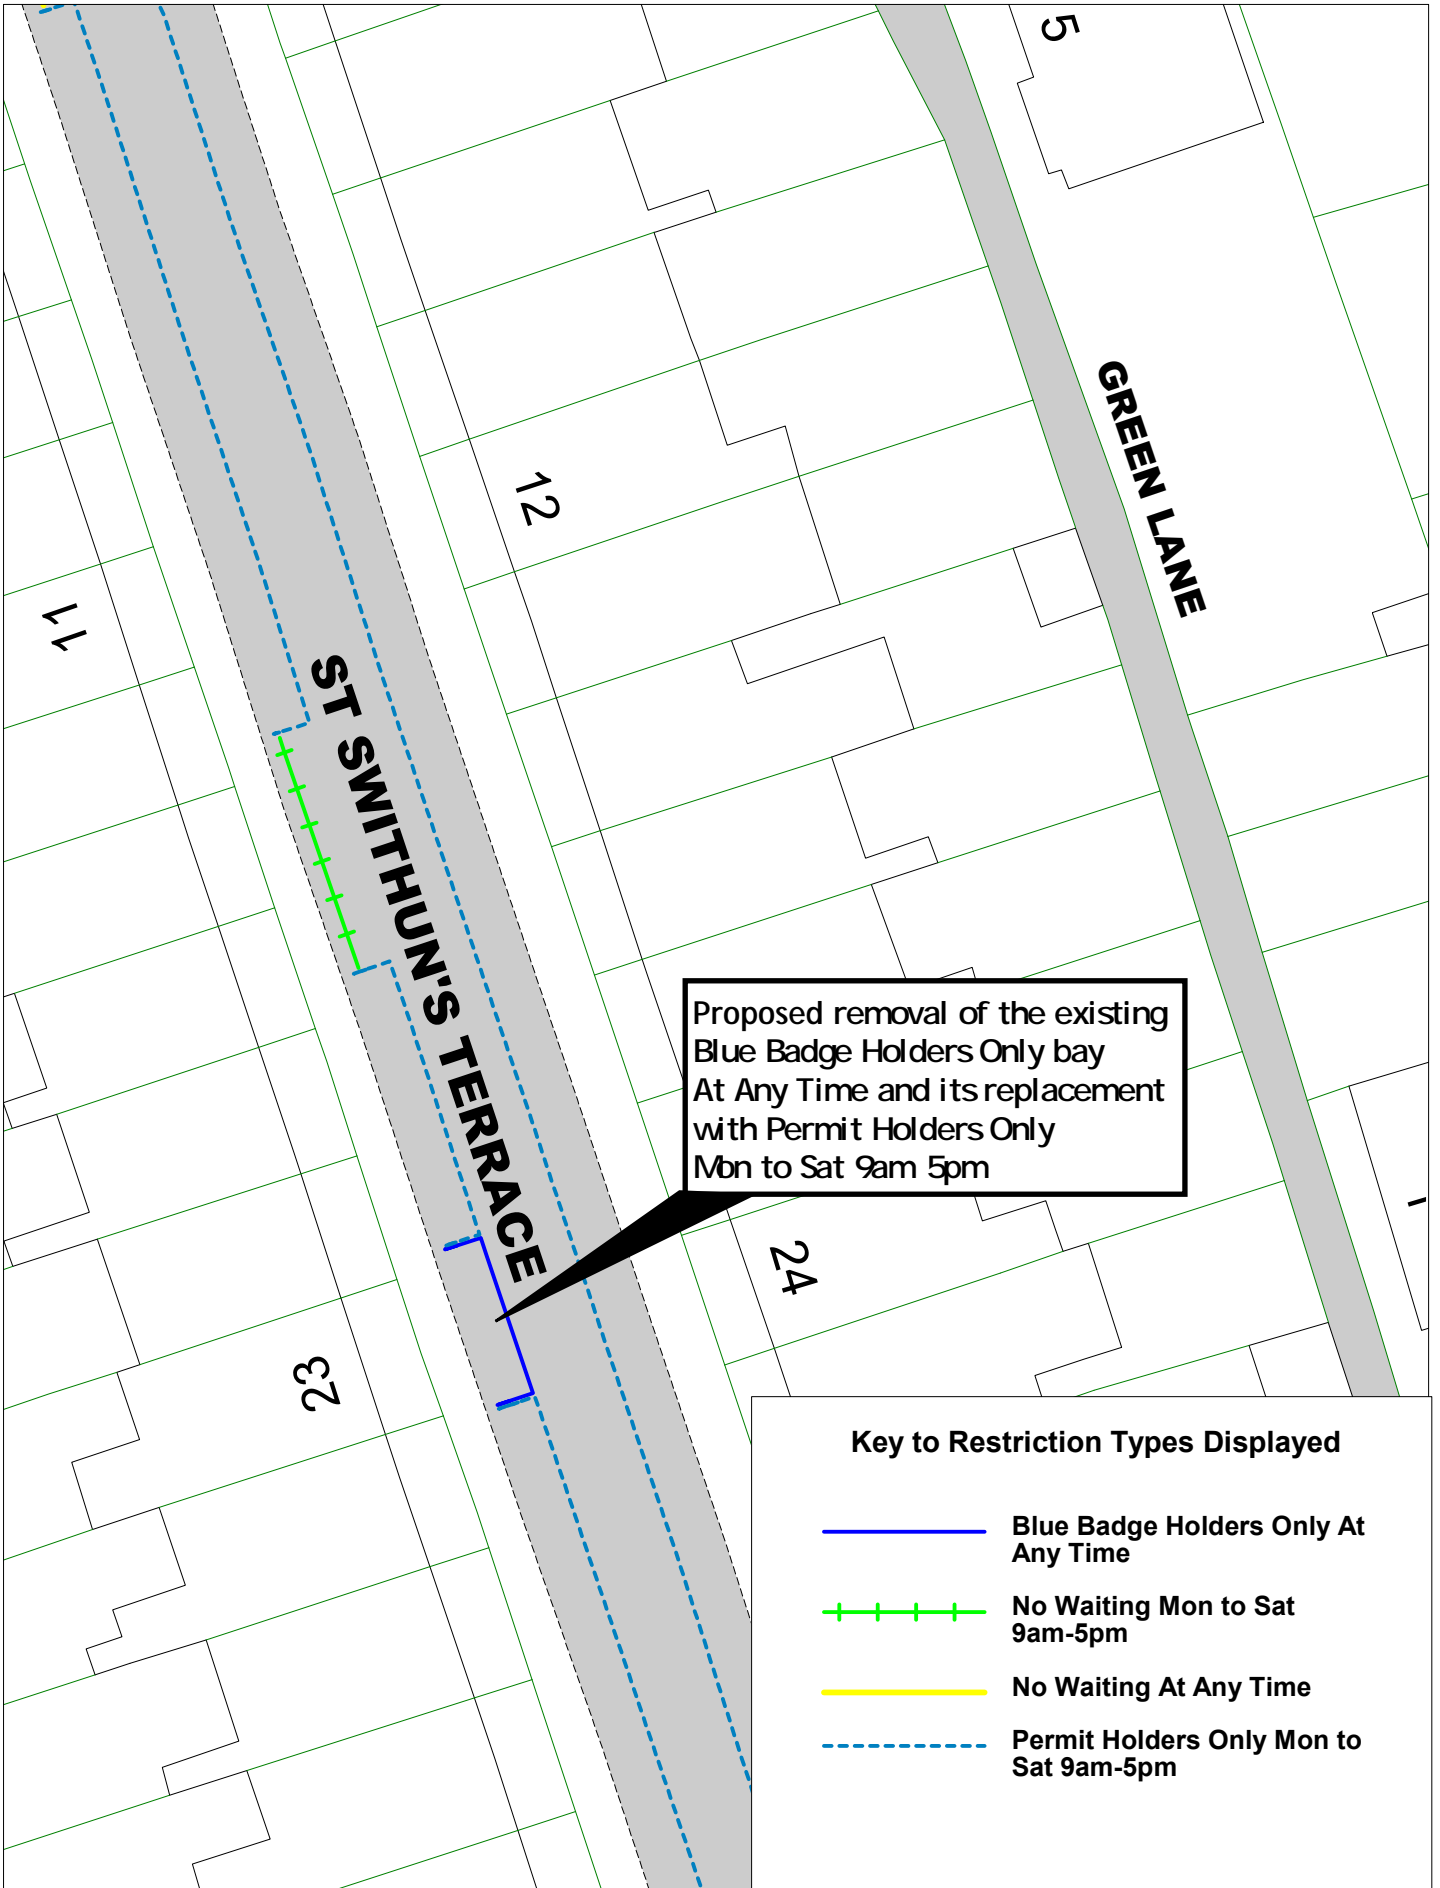 5
GREEN LANE
12
11
ST SWITHUN'S TERRACE
Proposed removal of the existing
Blue Badge Holders Only bay
At Any Time and its replacement
with Permit Holders Only
Mon to Sat 9am 5pm
24
23
Key to Restriction Types Displayed
Blue Badge Holders Only At
Any Time
No Waiting Mon to Sat
9am-5pm
No Waiting At Any Time
Permit Holders Only Mon to
Sat 9am-5pm